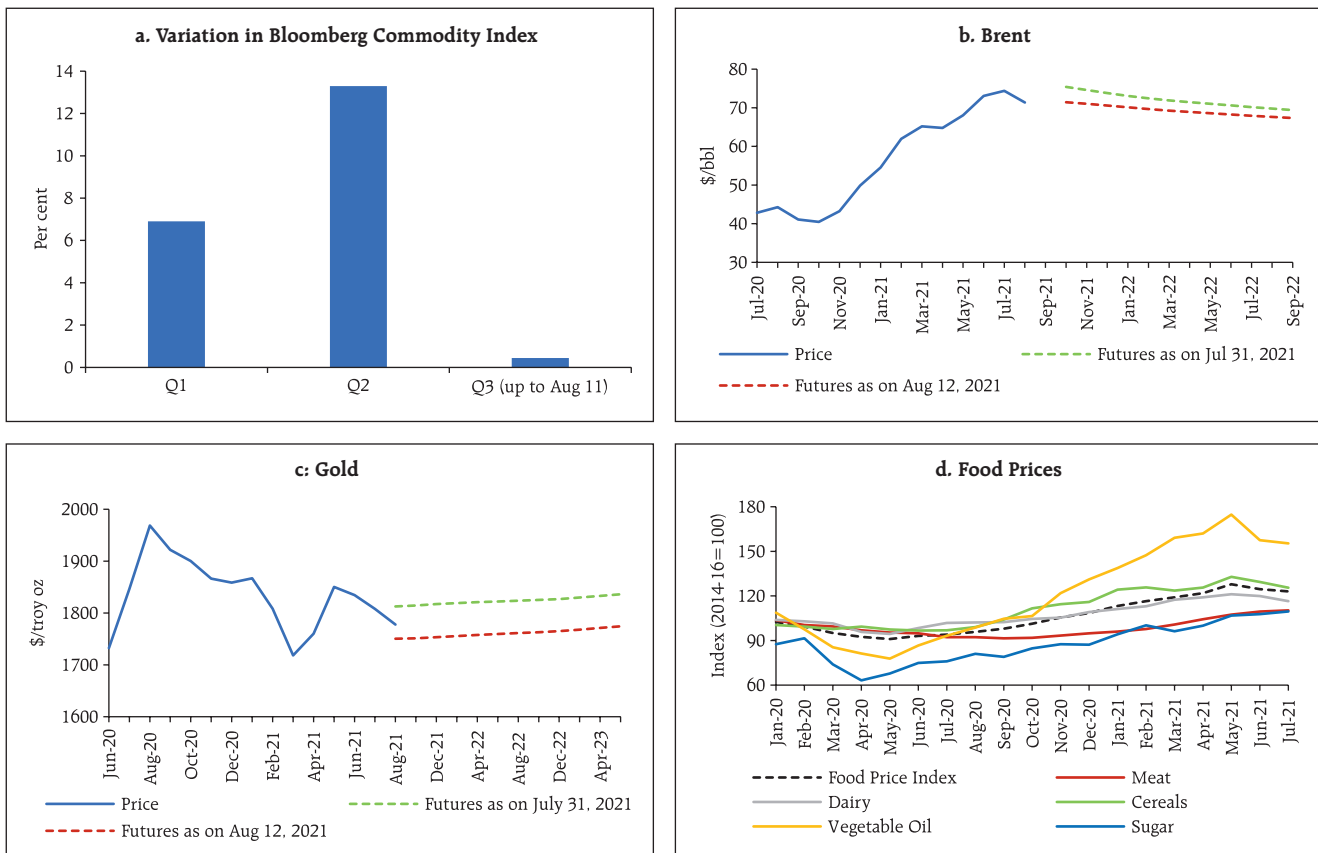 a. Variation in Bloomberg Commodity Index
Per cent
14
12
10
8
6
4
2
0
Q1
Q2
Q3 (up to Aug 11)
b. Brent
$/bbl
80
70
60
50
40
30
Jul-20
Sep-20
Nov-20
Jan-21
Mar-21
May-21
Jul-21
Sep-21
Nov-21
Jan-22
Mar-22
May-22
Jul-22
Sep-22
Price
Futures as on Jul 31, 2021
Futures as on Aug 12, 2021
c: Gold
$/troy oz
2000
1900
1800
1700
1600
Jun-20
Aug-20
Oct-20
Dec-20
Feb-21
Apr-21
Jun-21
Aug-21
Dec-21
Apr-22
Aug-22
Dec-22
Apr-23
Price
Futures as on July 31, 2021
Futures as on Aug 12, 2021
d. Food Prices
Index (2014-16=100)
180
150
120
90
60
Jan-20
Feb-20
Mar-20
Apr-20
May-20
Jun-20
Jul-20
Aug-20
Sep-20
Oct-20
Nov-20
Dec-20
Jan-21
Feb-21
Mar-21
Apr-21
May-21
Jun-21
Jul-21
Food Price Index
Meat
Dairy
Cereals
Vegetable Oil
Sugar